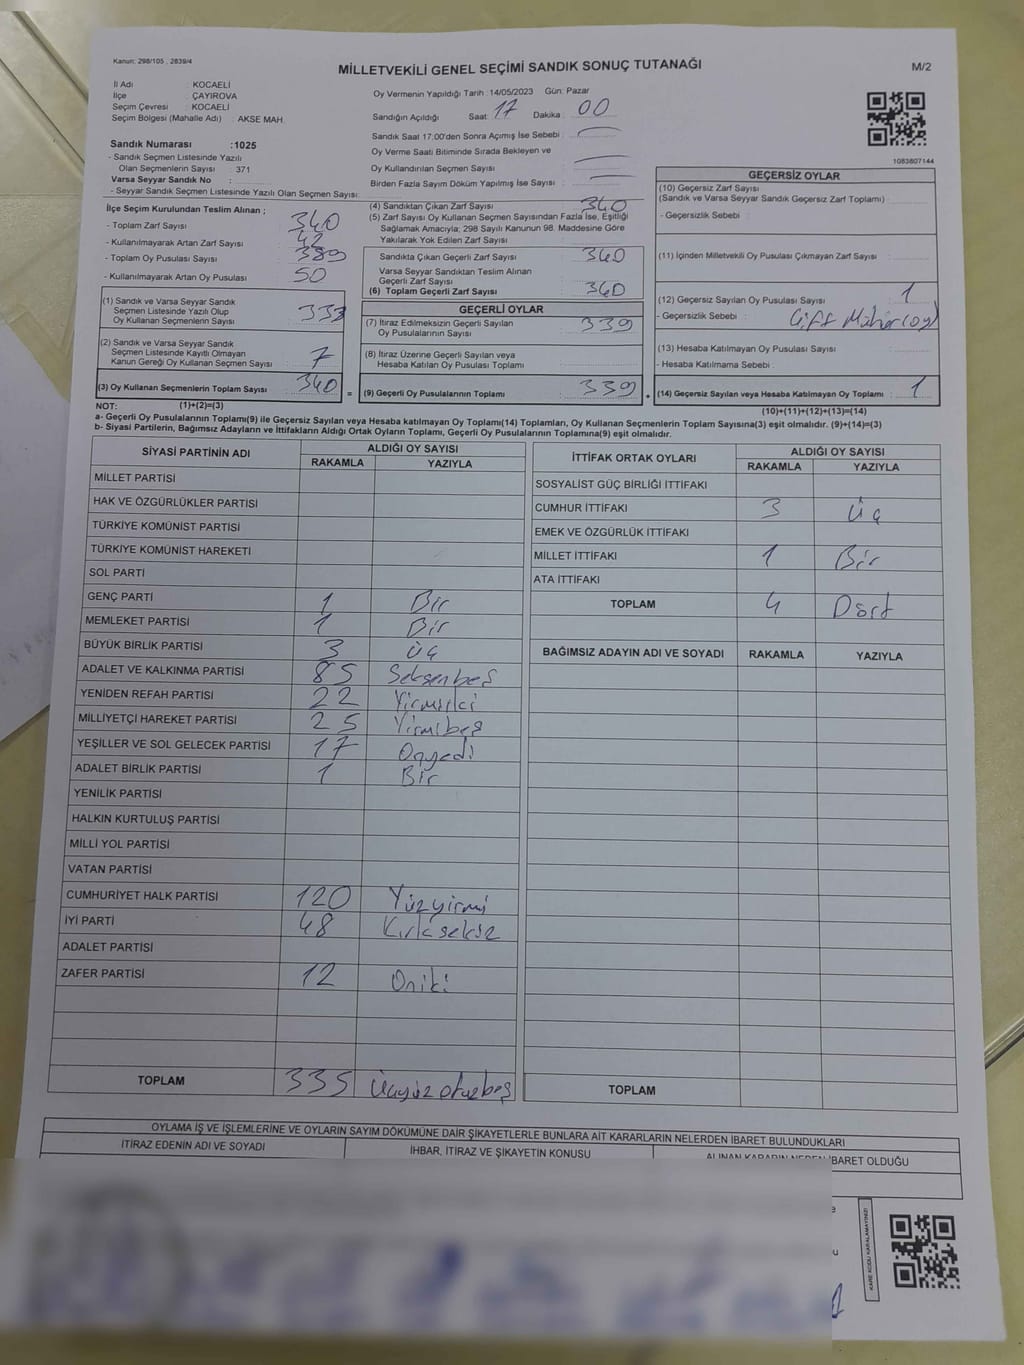 Kanun: 298/105 , 2839/4
MİLLETVEKİLİ GENEL SEÇİMİ SANDIK SONUÇ TUTANAĞI
M/2
İl Adı : KOCAELİ
İlçe : ÇAYIROVA
Seçim Çevresi : KOCAELİ
Seçim Bölgesi (Mahalle Adı) : AKSE MAH.
Sandık Numarası :1025
- Sandık Seçmen Listesinde Yazılı
Olan Seçmenlerin Sayısı : 371
Varsa Seyyar Sandık No :
- Seyyar Sandık Seçmen Listesinde Yazılı Olan Seçmen Sayısı:
Oy Vermenin Yapıldığı Tarih : 14/05/2023 Gün: Pazar
Sandığın Açıldığı Saat: 17 Dakika : 00
Sandık Saat 17:00'den Sonra Açımış İse Sebebi :
Oy Verme Saati Bitiminde Sırada Bekleyen ve
Oy Kullandırılan Seçmen Sayısı :
Birden Fazla Sayım Döküm Yapılmış İse Sayısı :
1083807144
İlçe Seçim Kurulundan Teslim Alınan ;
- Toplam Zarf Sayısı : 340
- Kullanılmayarak Artan Zarf Sayısı : 42
- Toplam Oy Pusulası Sayısı : 389
- Kullanılmayarak Artan Oy Pusulası : 50
(1) Sandık ve Varsa Seyyar Sandık
Seçmen Listesinde Yazılı Olup
Oy Kullanan Seçmenlerin Sayısı : 333
(2) Sandık ve Varsa Seyyar Sandık
Seçmen Listesinde Kayıtlı Olmayan
Kanun Gereği Oy Kullanan Seçmen Sayısı : 7
(3) Oy Kullanan Seçmenlerin Toplam Sayısı : 340 =
(1)+(2)=(3)
(4) Sandıktan Çıkan Zarf Sayısı : 340
(5) Zarf Sayısı Oy Kullanan Seçmen Sayısından Fazla İse, Eşitliği
Sağlamak Amacıyla; 298 Sayılı Kanunun 98. Maddesine Göre
Yakılarak Yok Edilen Zarf Sayısı :
Sandıkta Çıkan Geçerli Zarf Sayısı : 340
Varsa Seyyar Sandıktan Teslim Alınan
Geçerli Zarf Sayısı :
(6) Toplam Geçerli Zarf Sayısı : 340
GEÇERLİ OYLAR
(7) İtiraz Edilmeksizin Geçerli Sayılan
Oy Pusulalarının Sayısı : 339
(8) İtiraz Üzerine Geçerli Sayılan veya
Hesaba Katılan Oy Pusulaları Toplamı :
(9) Geçerli Oy Pusulalarının Toplamı : 339 +
GEÇERSİZ OYLAR
(10) Geçersiz Zarf Sayısı
(Sandık ve Varsa Seyyar Sandık Geçersiz Zarf Toplamı) :
- Geçersizlik Sebebi :
(11) İçinden Milletvekili Oy Pusulası Çıkmayan Zarf Sayısı :
(12) Geçersiz Sayılan Oy Pusulası Sayısı : 1
- Geçersizlik Sebebi : Çift Mühür(oy)
(13) Hesaba Katılmayan Oy Pusulası Sayısı :
- Hesaba Katılmama Sebebi :
(14) Geçersiz Sayılan veya Hesaba Katılmayan Oy Toplamı : 1
(10)+(11)+(12)+(13)=(14)
NOT:
a- Geçerli Oy Pusulalarının Toplamı(9) ile Geçersiz Sayılan veya Hesaba katılmayan Oy Toplamı(14) Toplamları, Oy Kullanan Seçmenlerin Toplam Sayısına(3) eşit olmalıdır. (9)+(14)=(3)
b- Siyasi Partilerin, Bağımsız Adayların ve İttifakların Aldığı Ortak Oyların Toplamı, Geçerli Oy Pusulalarının Toplamına(9) eşit olmalıdır.
SİYASİ PARTİNİN ADI ALDIĞI OY SAYISI
RAKAMLA YAZIYLA
MİLLET PARTİSİ
HAK VE ÖZGÜRLÜKLER PARTİSİ
TÜRKİYE KOMÜNİST PARTİSİ
TÜRKİYE KOMÜNİST HAREKETİ
SOL PARTİ
GENÇ PARTİ 1 Bir
MEMLEKET PARTİSİ 1 Bir
BÜYÜK BİRLİK PARTİSİ 3 Üç
ADALET VE KALKINMA PARTİSİ 85 Seksenbeş
YENİDEN REFAH PARTİSİ 22 Yirmiiki
MİLLİYETÇİ HAREKET PARTİSİ 25 Yirmibeş
YEŞİLLER VE SOL GELECEK PARTİSİ 17 Onyedi
ADALET BİRLİK PARTİSİ 1 Bir
YENİLİK PARTİSİ
HALKIN KURTULUŞ PARTİSİ
MİLLİ YOL PARTİSİ
VATAN PARTİSİ
CUMHURİYET HALK PARTİSİ 120 Yüzyirmi
İYİ PARTİ 48 Kırksekiz
ADALET PARTİSİ
ZAFER PARTİSİ 12 Oniki
TOPLAM 335 Üçyüzotuzbeş
İTTİFAK ORTAK OYLARI ALDIĞI OY SAYISI
RAKAMLA YAZIYLA
SOSYALİST GÜÇ BİRLİĞİ İTTİFAKI
CUMHUR İTTİFAKI 3 Üç
EMEK VE ÖZGÜRLÜK İTTİFAKI
MİLLET İTTİFAKI 1 Bir
ATA İTTİFAKI
TOPLAM 4 Dört
BAĞIMSIZ ADAYIN ADI VE SOYADI RAKAMLA YAZIYLA
TOPLAM
OYLAMA İŞ VE İŞLEMLERİNE VE OYLARIN SAYIM DÖKÜMÜNE DAİR ŞİKAYETLERLE BUNLARA AİT KARARLARIN NELERDEN İBARET BULUNDUKLARI
İTİRAZ EDENİN ADI VE SOYADI İHBAR, İTİRAZ VE ŞİKAYETİN KONUSU ALINAN KARARIN NEDEN İBARET OLDUĞU
KARE KODU KARALAMAYINIZ!